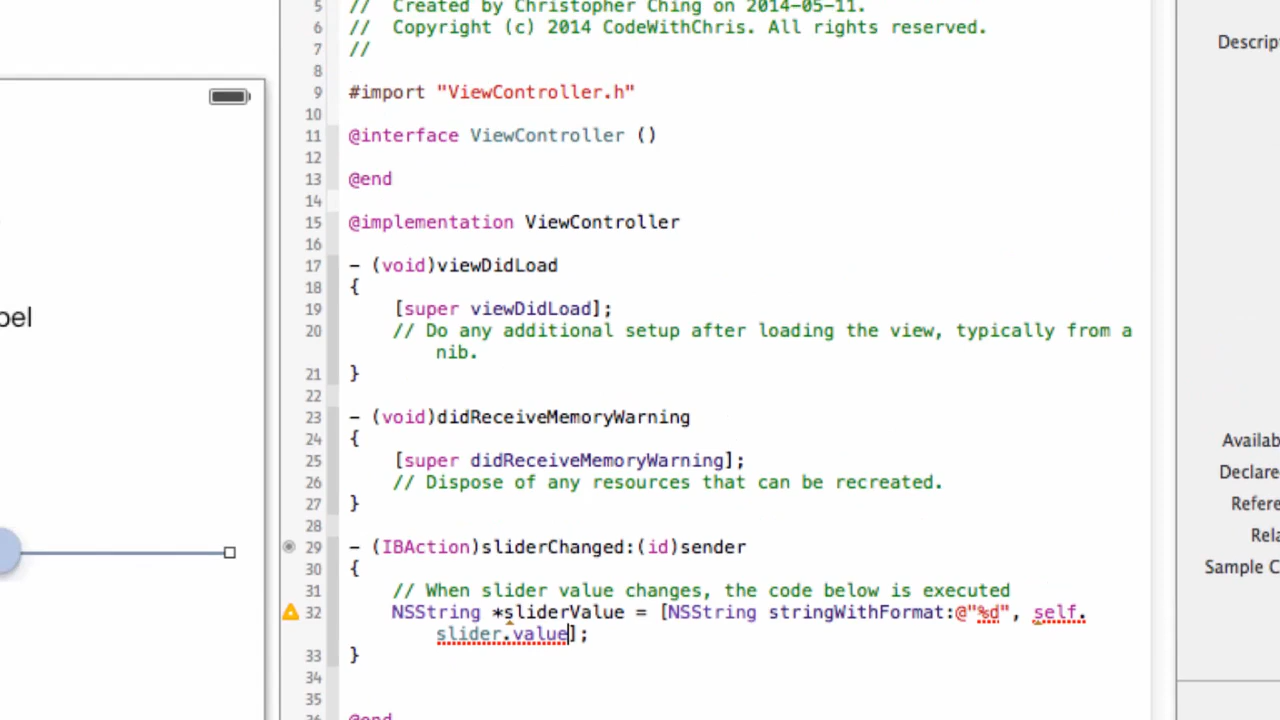 5 // Created by Christopher Ching on 2014-05-11.
6 // Copyright (c) 2014 CodeWithChris. All rights reserved.
7 //
8
9 #import "ViewController.h"
10
11 @interface ViewController ()
12
13 @end
14
15 @implementation ViewController
16
17 - (void)viewDidLoad
18 {
19 [super viewDidLoad];
20 // Do any additional setup after loading the view, typically from a
nib.
21 }
22
23 - (void)didReceiveMemoryWarning
24 {
25 [super didReceiveMemoryWarning];
26 // Dispose of any resources that can be recreated.
27 }
28
29 - (IBAction)sliderChanged:(id)sender
30 {
31 // When slider value changes, the code below is executed
32 NSString *sliderValue = [NSString stringWithFormat:@"%d", self.
slider.value];
33 }
34
35
36 @end
bel
Descrip
Availab
Declare
Refere
Rela
Sample C